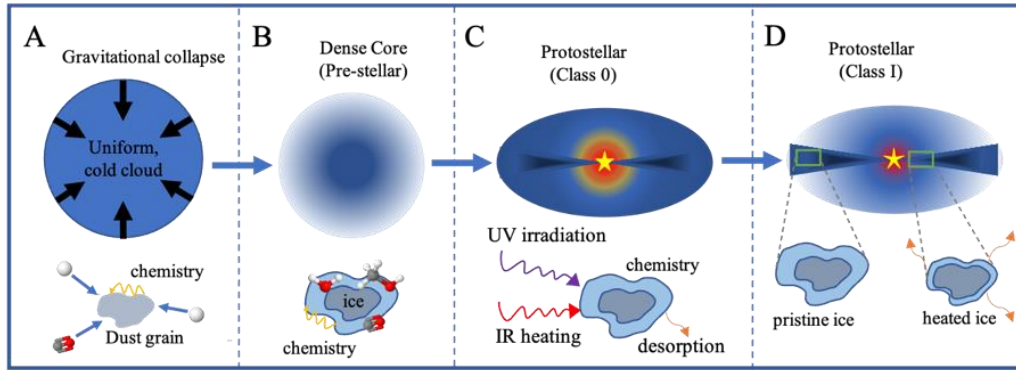 A
Gravitational collapse
Uniform,
cold cloud
chemistry
Dust grain
B
Dense Core
(Pre-stellar)
ice
chemistry
C
Protostellar
(Class 0)
UV irradiation
chemistry
IR heating
desorption
D
Protostellar
(Class I)
pristine ice
heated ice